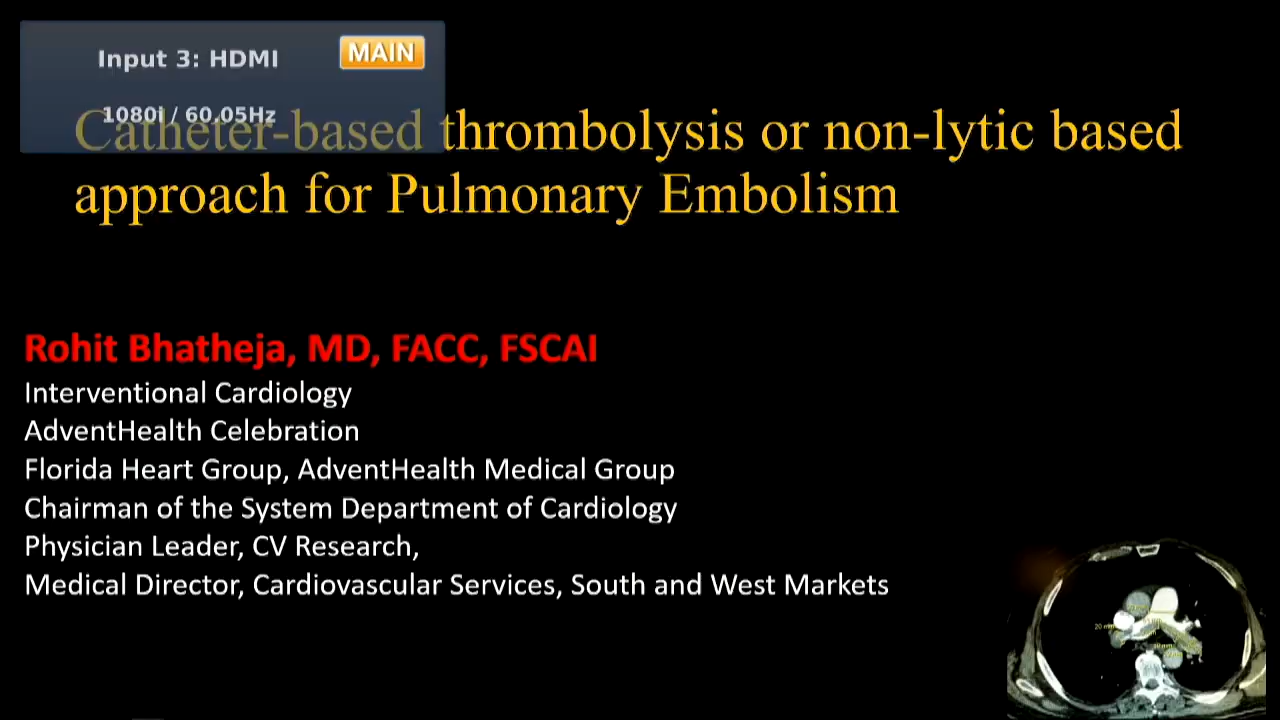 Input 3: HDMI
MAIN
1080i / 60.05Hz
Catheter-based thrombolysis or non-lytic based
approach for Pulmonary Embolism
Rohit Bhatheja, MD, FACC, FSCAI
Interventional Cardiology
AdventHealth Celebration
Florida Heart Group, AdventHealth Medical Group
Chairman of the System Department of Cardiology
Physician Leader, CV Research,
Medical Director, Cardiovascular Services, South and West Markets